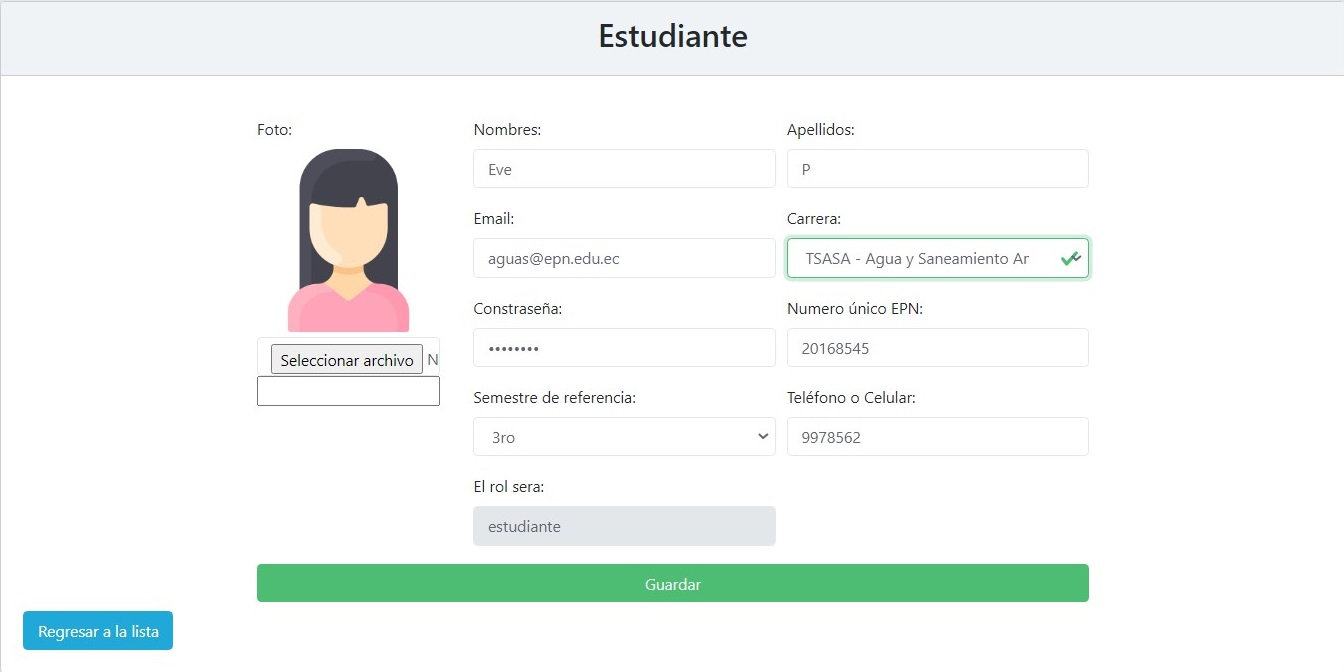 Estudiante
Foto:
Nombres:
Apellidos:
Eve
P
Email:
Carrera:
aguas@epn.edu.ec
TSASA - Agua y Saneamiento Ar
Constraseña:
Numero único EPN:
••••••••
20168545
Seleccionar archivo N
Semestre de referencia:
Teléfono o Celular:
3ro
9978562
El rol sera:
estudiante
Guardar
Regresar a la lista